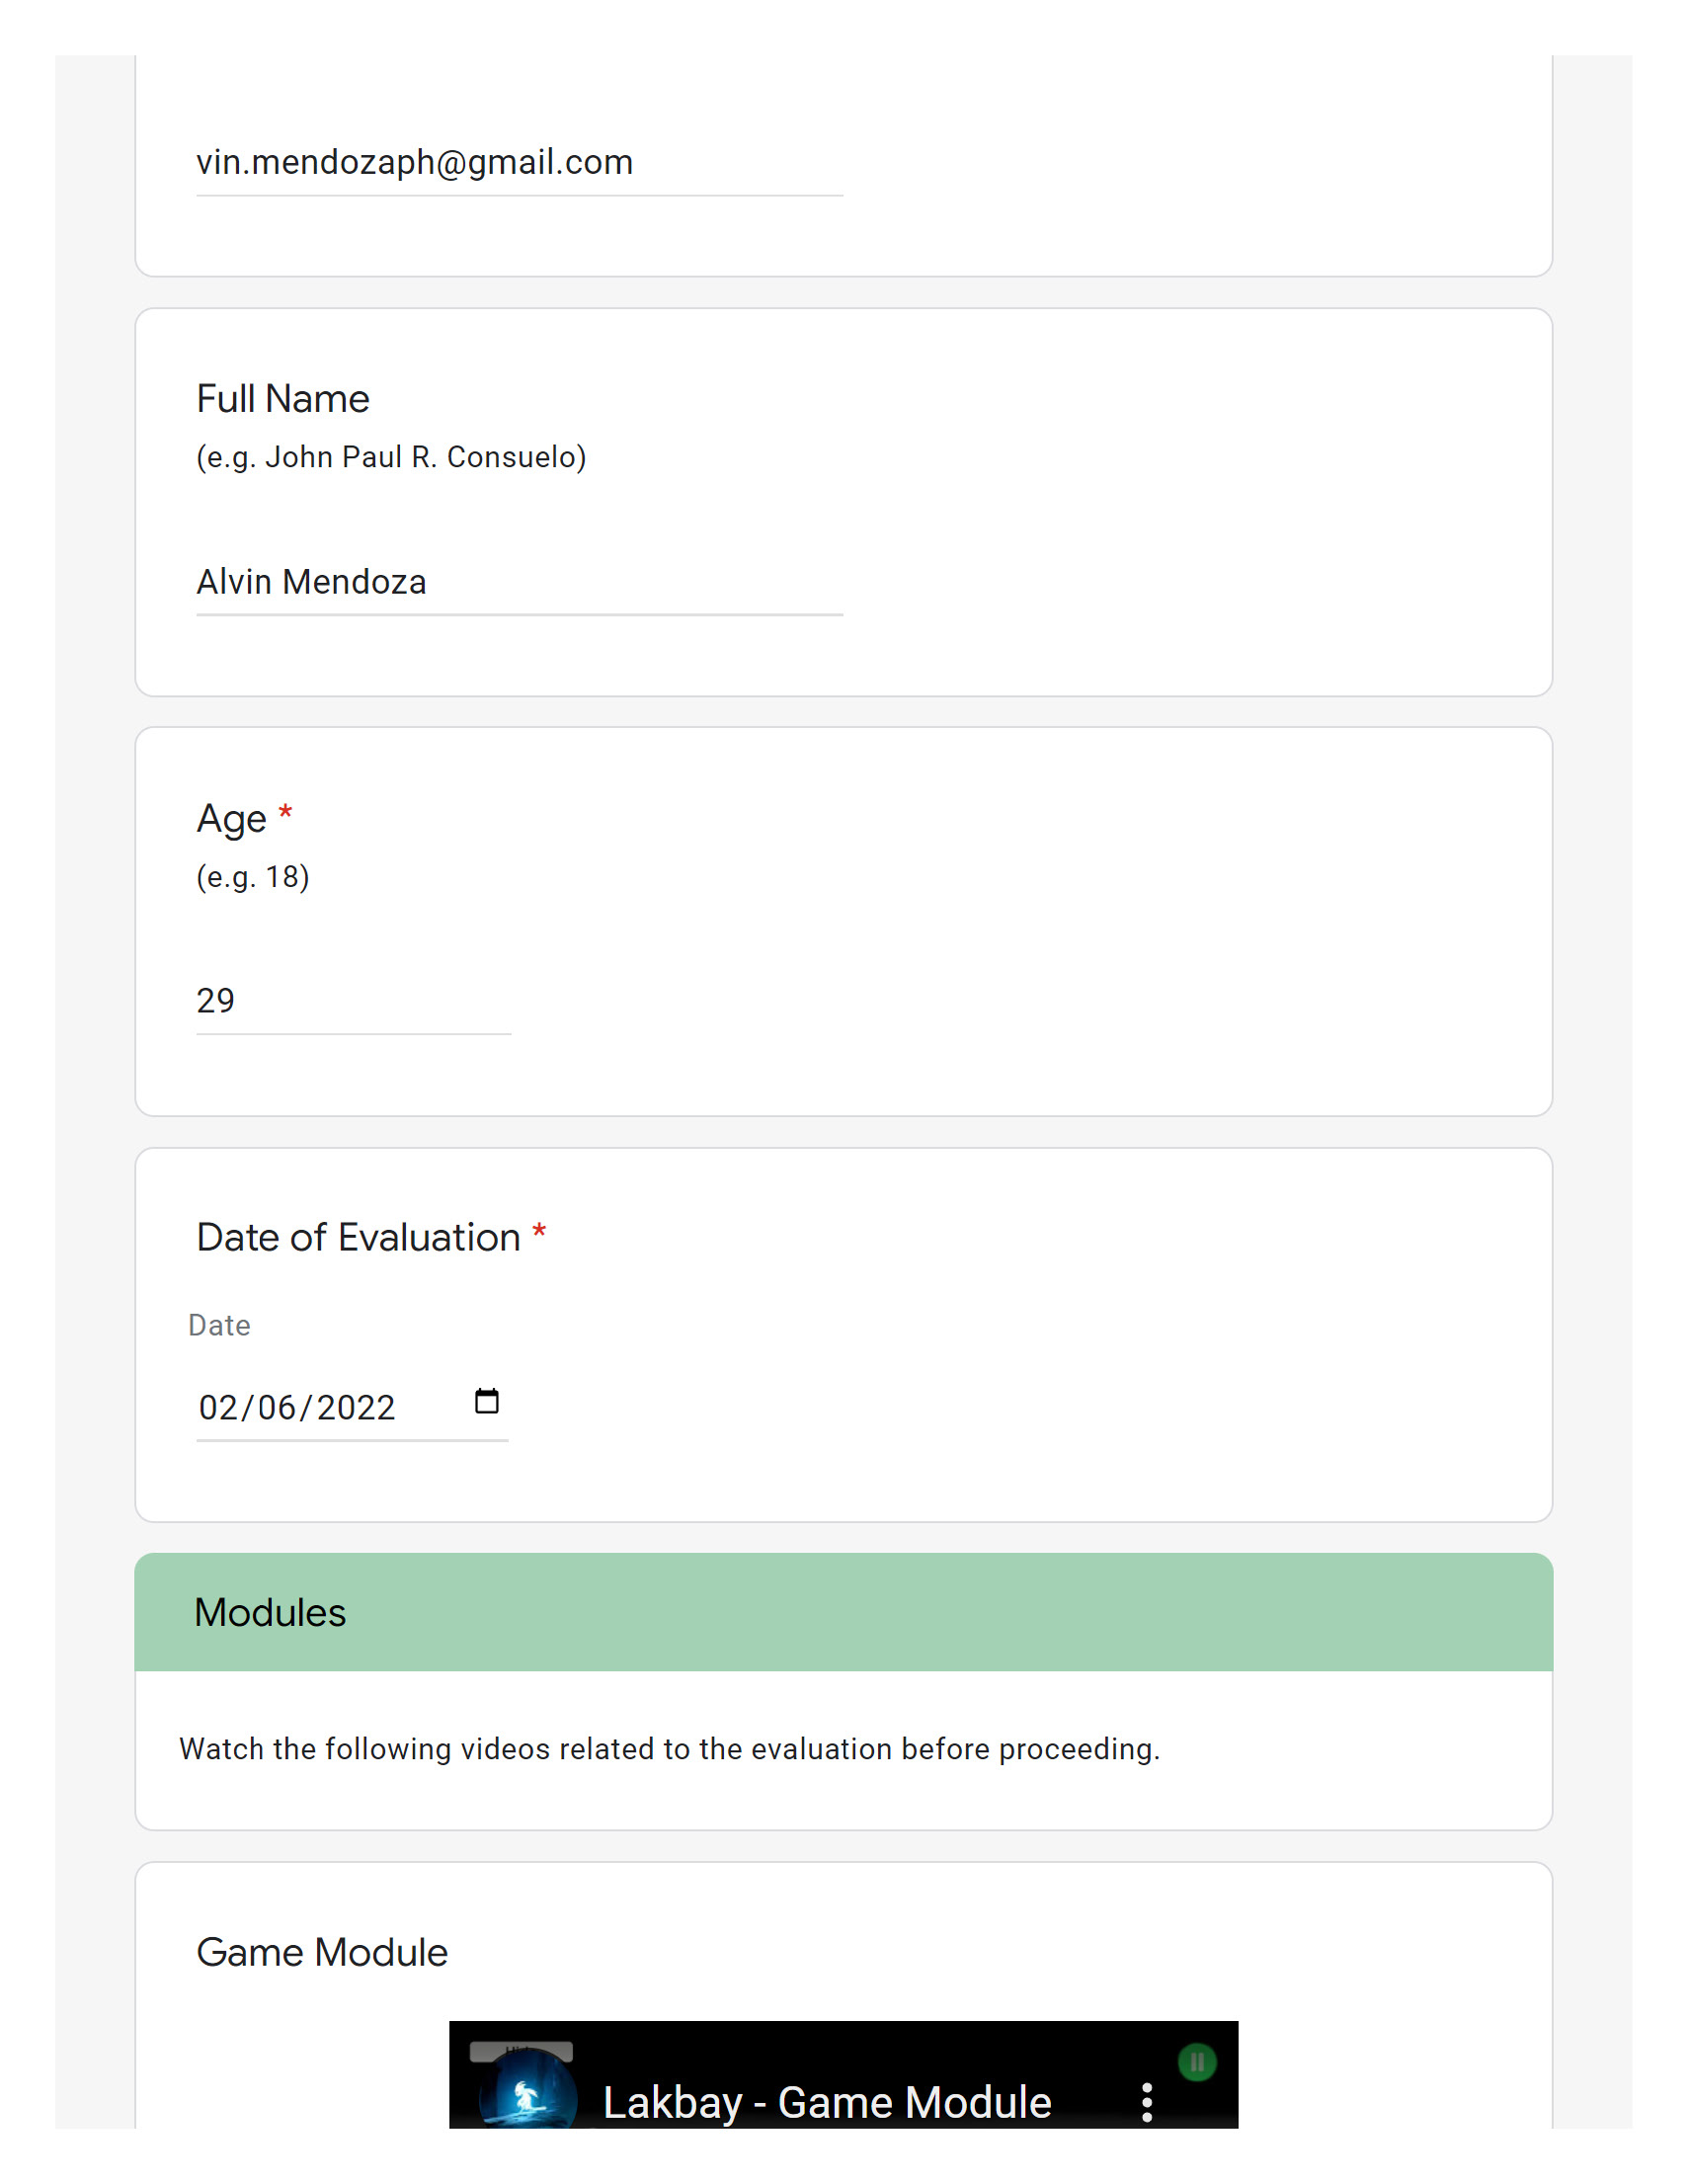 vin.mendozaph@gmail.com
Full Name
(e.g. John Paul R. Consuelo)
Alvin Mendoza
Age *
(e.g. 18)
29
Date of Evaluation *
Date
02/06/2022
Modules
Watch the following videos related to the evaluation before proceeding.
Game Module
Lakbay - Game Module